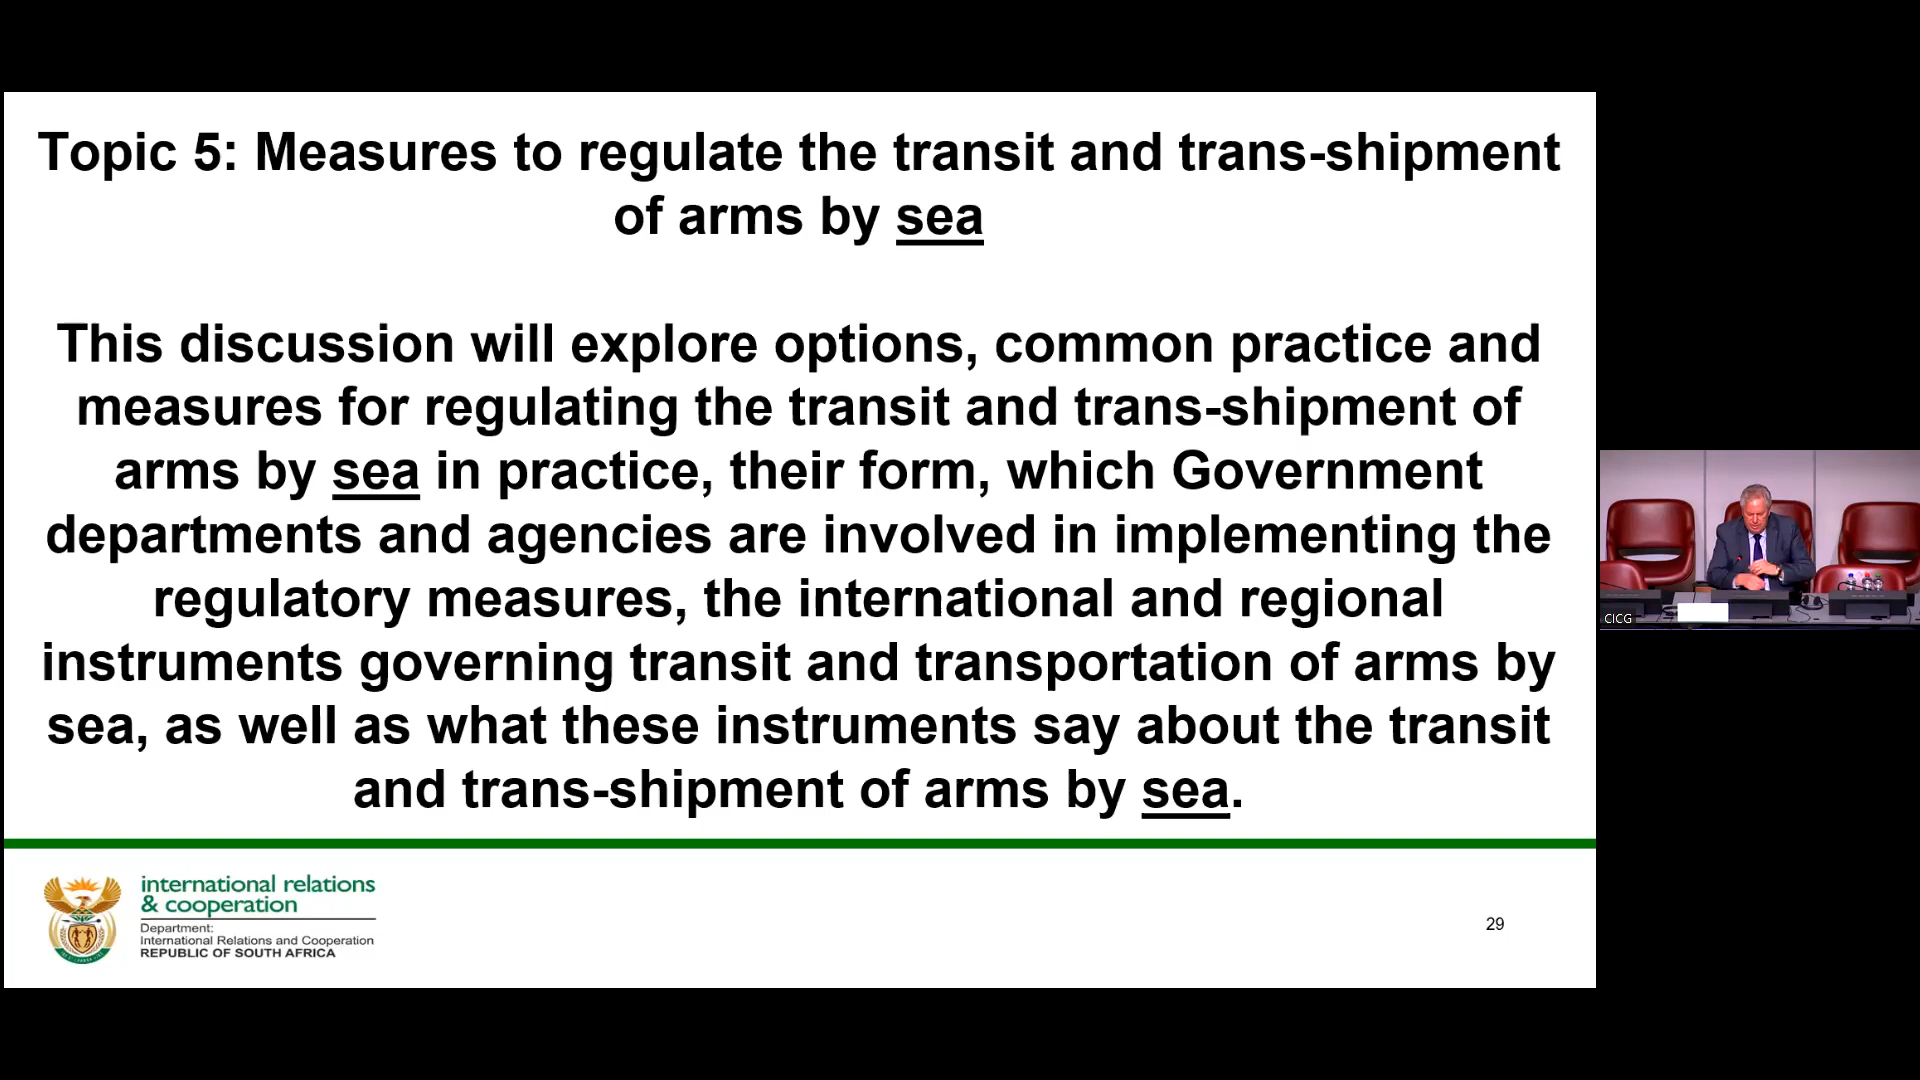 Topic 5: Measures to regulate the transit and trans-shipment
of arms by sea
This discussion will explore options, common practice and
measures for regulating the transit and trans-shipment of
arms by sea in practice, their form, which Government
departments and agencies are involved in implementing the
regulatory measures, the international and regional
instruments governing transit and transportation of arms by
sea, as well as what these instruments say about the transit
and trans-shipment of arms by sea.
international relations
& cooperation
Department:
International Relations and Cooperation
REPUBLIC OF SOUTH AFRICA
29
CICG